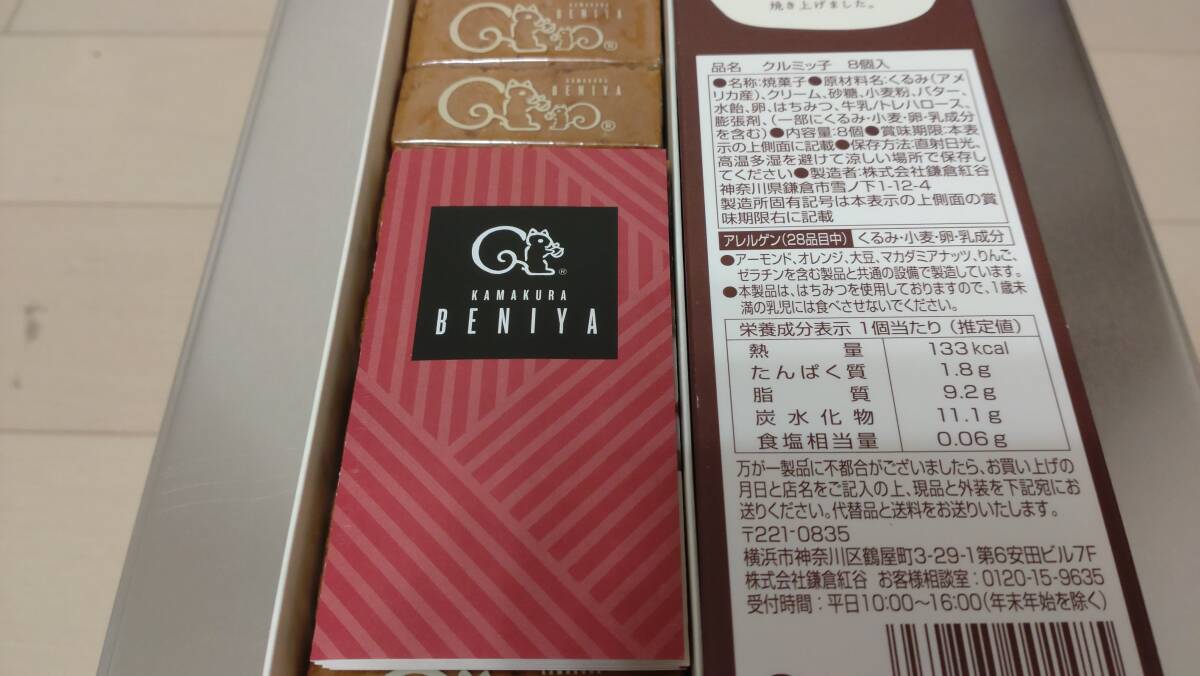 KAMAKURA
BENIYA
®
KAMAKURA
BENIYA
®
®
KAMAKURA
BENIYA
焼き上げました。
品名 クルミッ子 8個入
●名称:焼菓子●原材料名:くるみ(アメ
リカ産)、クリーム、砂糖、小麦粉、バター、
水飴、卵、はちみつ、牛乳/トレハロース、
膨張剤、(一部にくるみ・小麦・卵・乳成分
を含む)●内容量:8個●賞味期限:本表
示の上側面に記載●保存方法:直射日光、
高温多湿を避けて涼しい場所で保存し
てください●製造者:株式会社鎌倉紅谷
神奈川県鎌倉市雪ノ下1-12-4
製造所固有記号は本表示の上側面の賞
味期限右に記載
アレルゲン(28品目中) くるみ・小麦・卵・乳成分
●アーモンド、オレンジ、大豆、マカダミアナッツ、りんご、
ゼラチンを含む製品と共通の設備で製造しています。
●本製品は、はちみつを使用しておりますので、1歳未
満の乳児には食べさせないでください。
栄養成分表示 1個当たり (推定値)
熱量 133kcal
たんぱく質 1.8g
脂質 9.2g
炭水化物 11.1g
食塩相当量 0.06g
万が一製品に不都合がございましたら、お買い上げの
月日と店名をご記入の上、現品と外装を下記宛にお
送りください。代替品と送料をお送りいたします。
〒221-0835
横浜市神奈川区鶴屋町3-29-1第6安田ビル7F
株式会社鎌倉紅谷 お客様相談室:0120-15-9635
受付時間:平日10:00〜16:00(年末年始を除く)